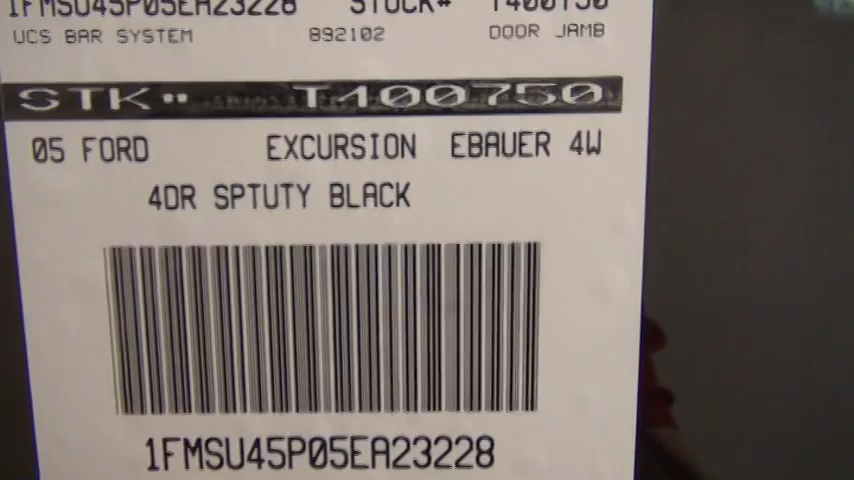 1FMSU45P05EA23228 STOCK# T400750
UCS BAR SYSTEM 892102 DOOR JAMB
STK: T400750
05 FORD EXCURSION EBAUER 4W
4DR SPTUTY BLACK
1FMSU45P05EA23228